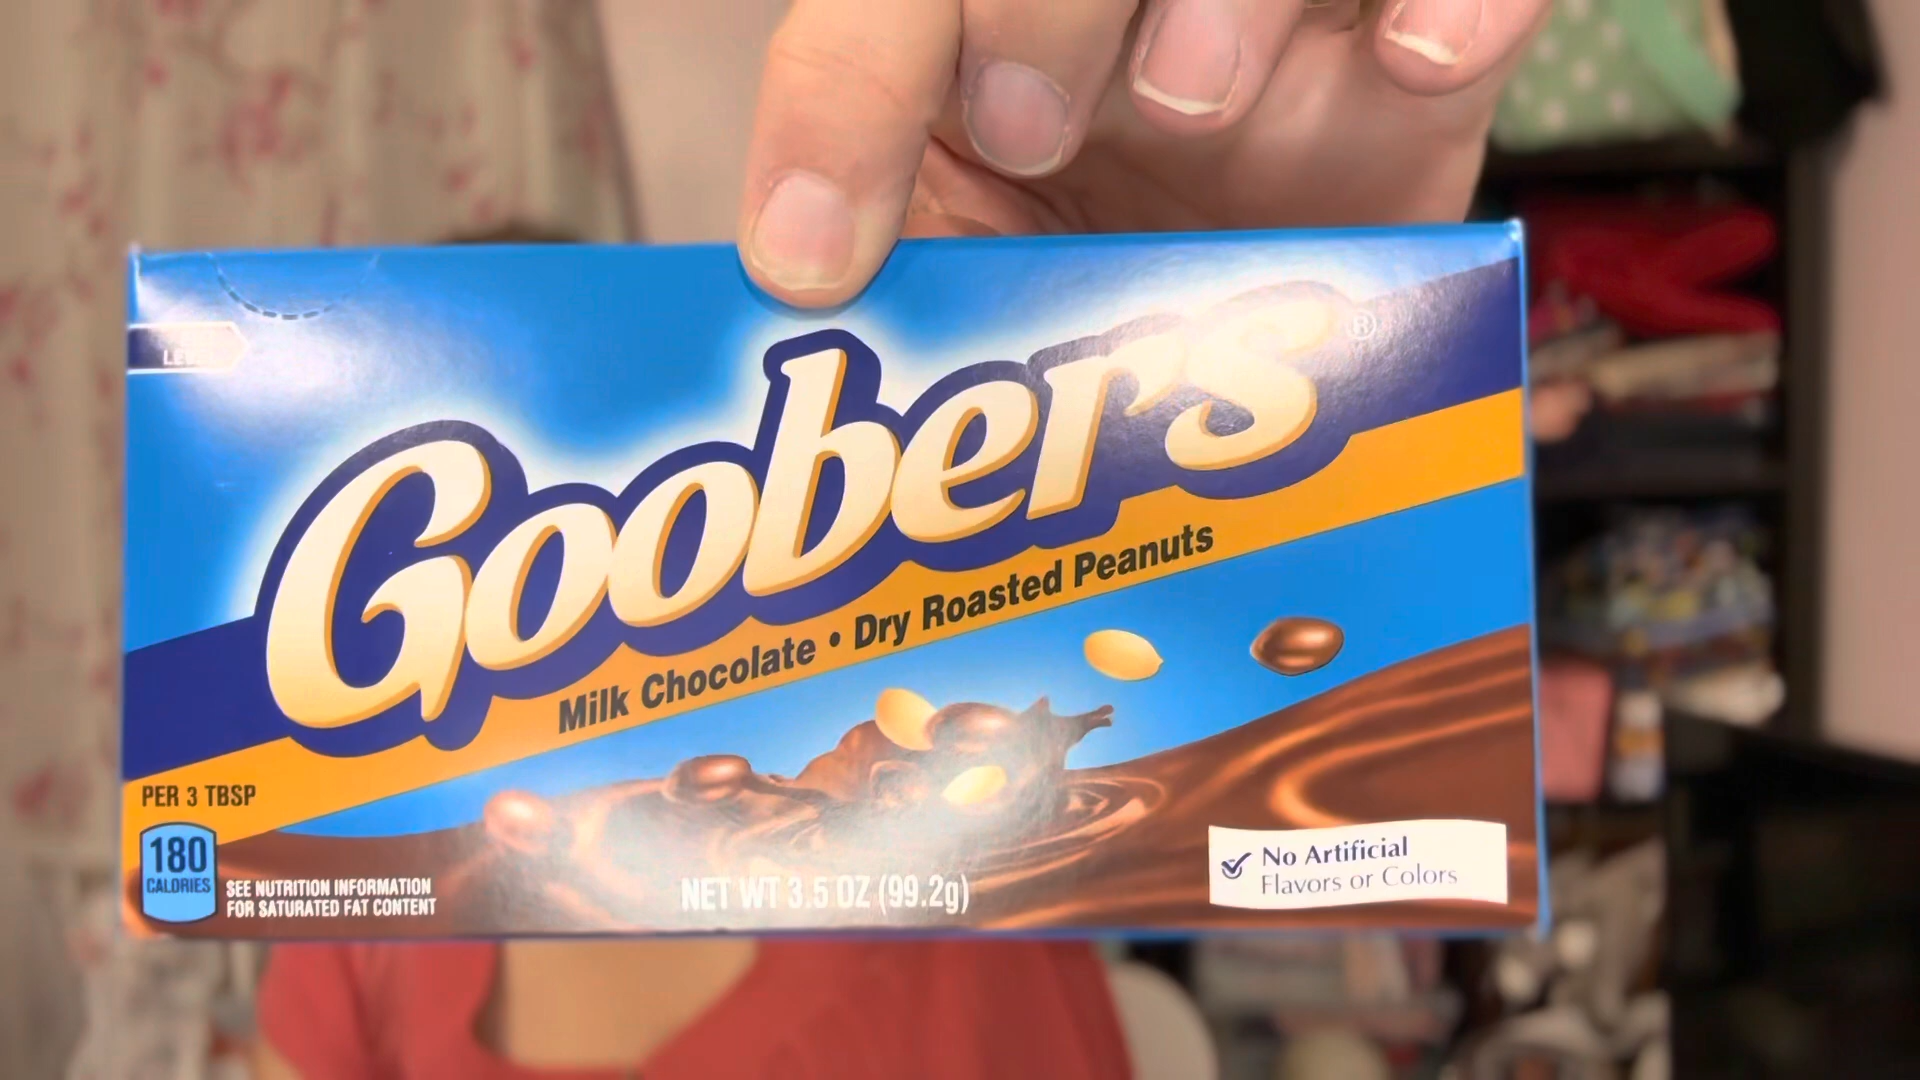 Goobers®
Milk Chocolate • Dry Roasted Peanuts
PER 3 TBSP
180
CALORIES
SEE NUTRITION INFORMATION
FOR SATURATED FAT CONTENT
NET WT 3.5 OZ (99.2g)
No Artificial
Flavors or Colors